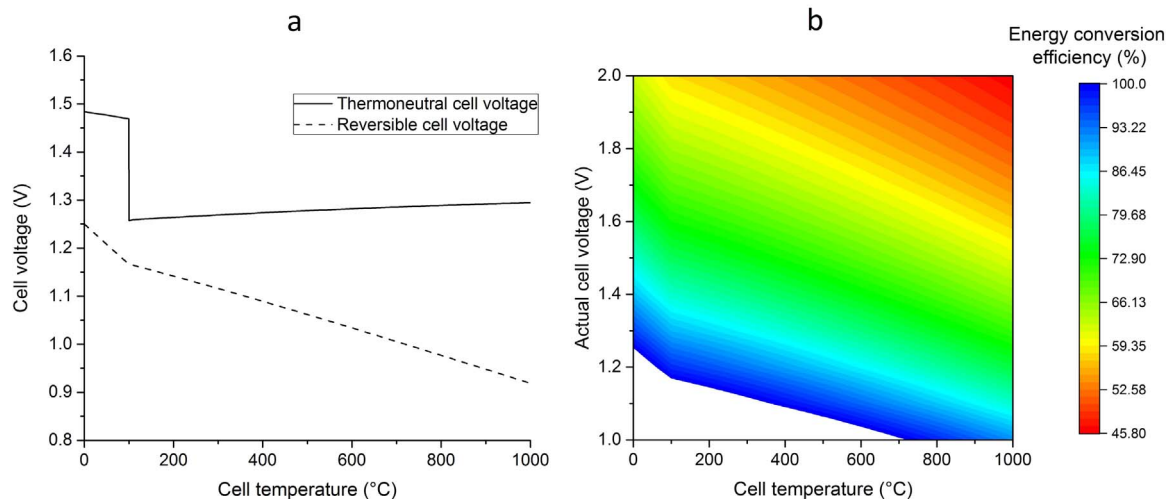 a
1.6
1.5
1.4
1.3
1.2
1.1
1.0
0.9
0.8
Cell voltage (V)
Thermoneutral cell voltage
Reversible cell voltage
0 200 400 600 800 1000
Cell temperature (°C)
b
2.0
1.8
1.6
1.4
1.2
1.0
Actual cell voltage (V)
0 200 400 600 800 1000
Cell temperature (°C)
Energy conversion
efficiency (%)
100.0
93.22
86.45
79.68
72.90
66.13
59.35
52.58
45.80